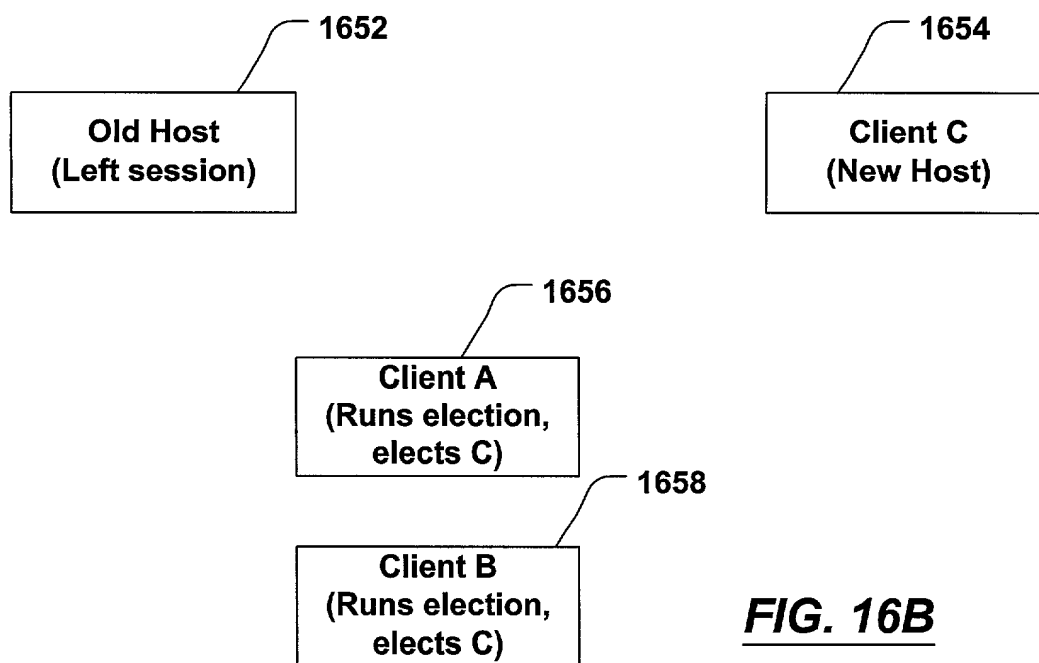 1652
Old Host
(Left session)
1654
Client C
(New Host)
1656
Client A
(Runs election,
elects C)
1658
Client B
(Runs election,
elects C)
FIG. 16B